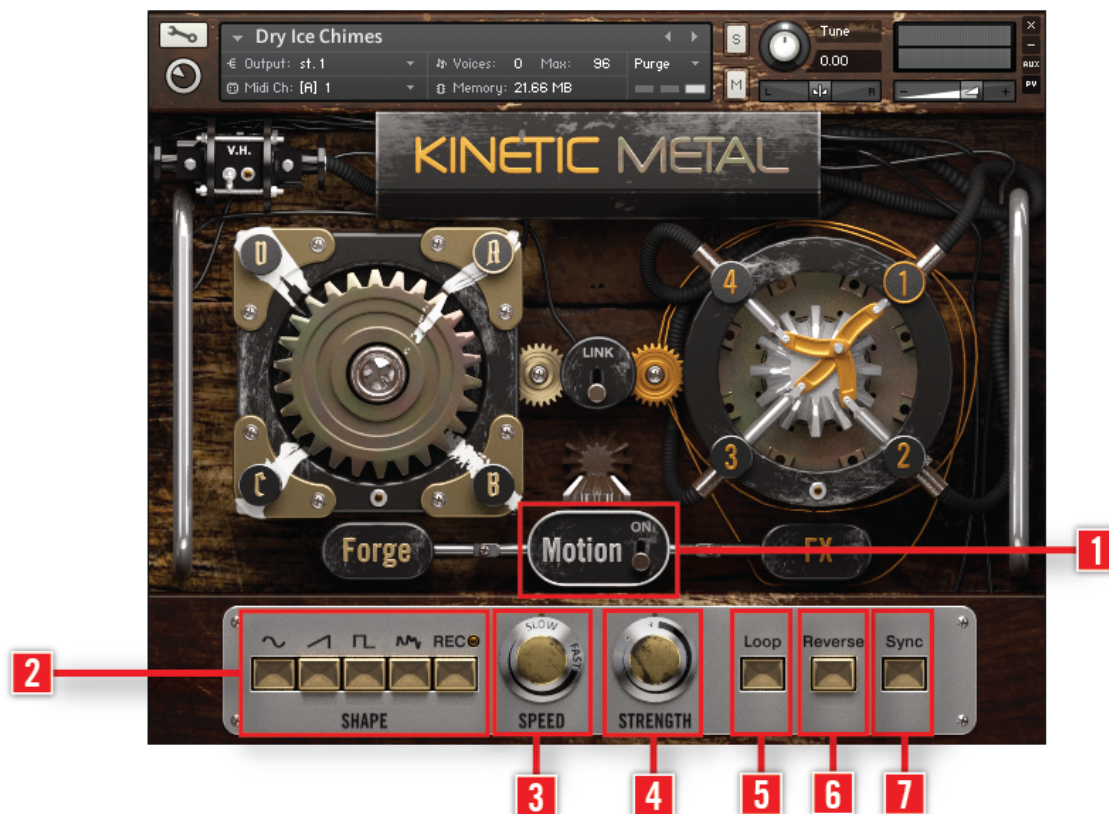 Dry Ice Chimes
S
Tune
Output: st. 1
Voices: 0 Max: 96
Purge
0.00
AUX
Midi Ch: [A] 1
Memory: 21.66 MB
M
L
R
PV
V.H.
KINETIC METAL
D
A
4
1
LINK
C
B
3
2
ON
Forge
Motion
FX
1
SLOW
Loop
Reverse
Sync
REC
FAST
2
SHAPE
SPEED
STRENGTH
3
4
5
6
7